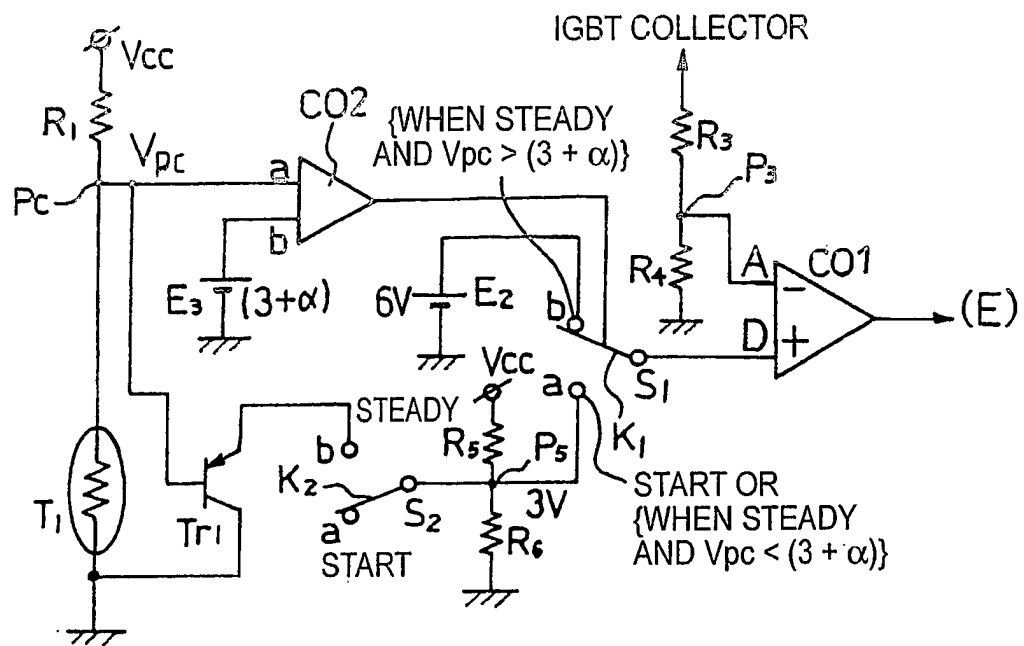 IGBT COLLECTOR
Vcc
R1
CO2
{WHEN STEADY
AND Vpc > (3 + α)}
R3
Vpc
P3
Pc
a
b
R4
A
CO1
E3 (3+α)
6V
E2
b
−
(E)
D
+
S1
Vcc
a
K1
STEADY
R5
P5
b
K2
S2
3V
a
START
R6
START OR
{WHEN STEADY
AND Vpc < (3 + α)}
T1
Tr1